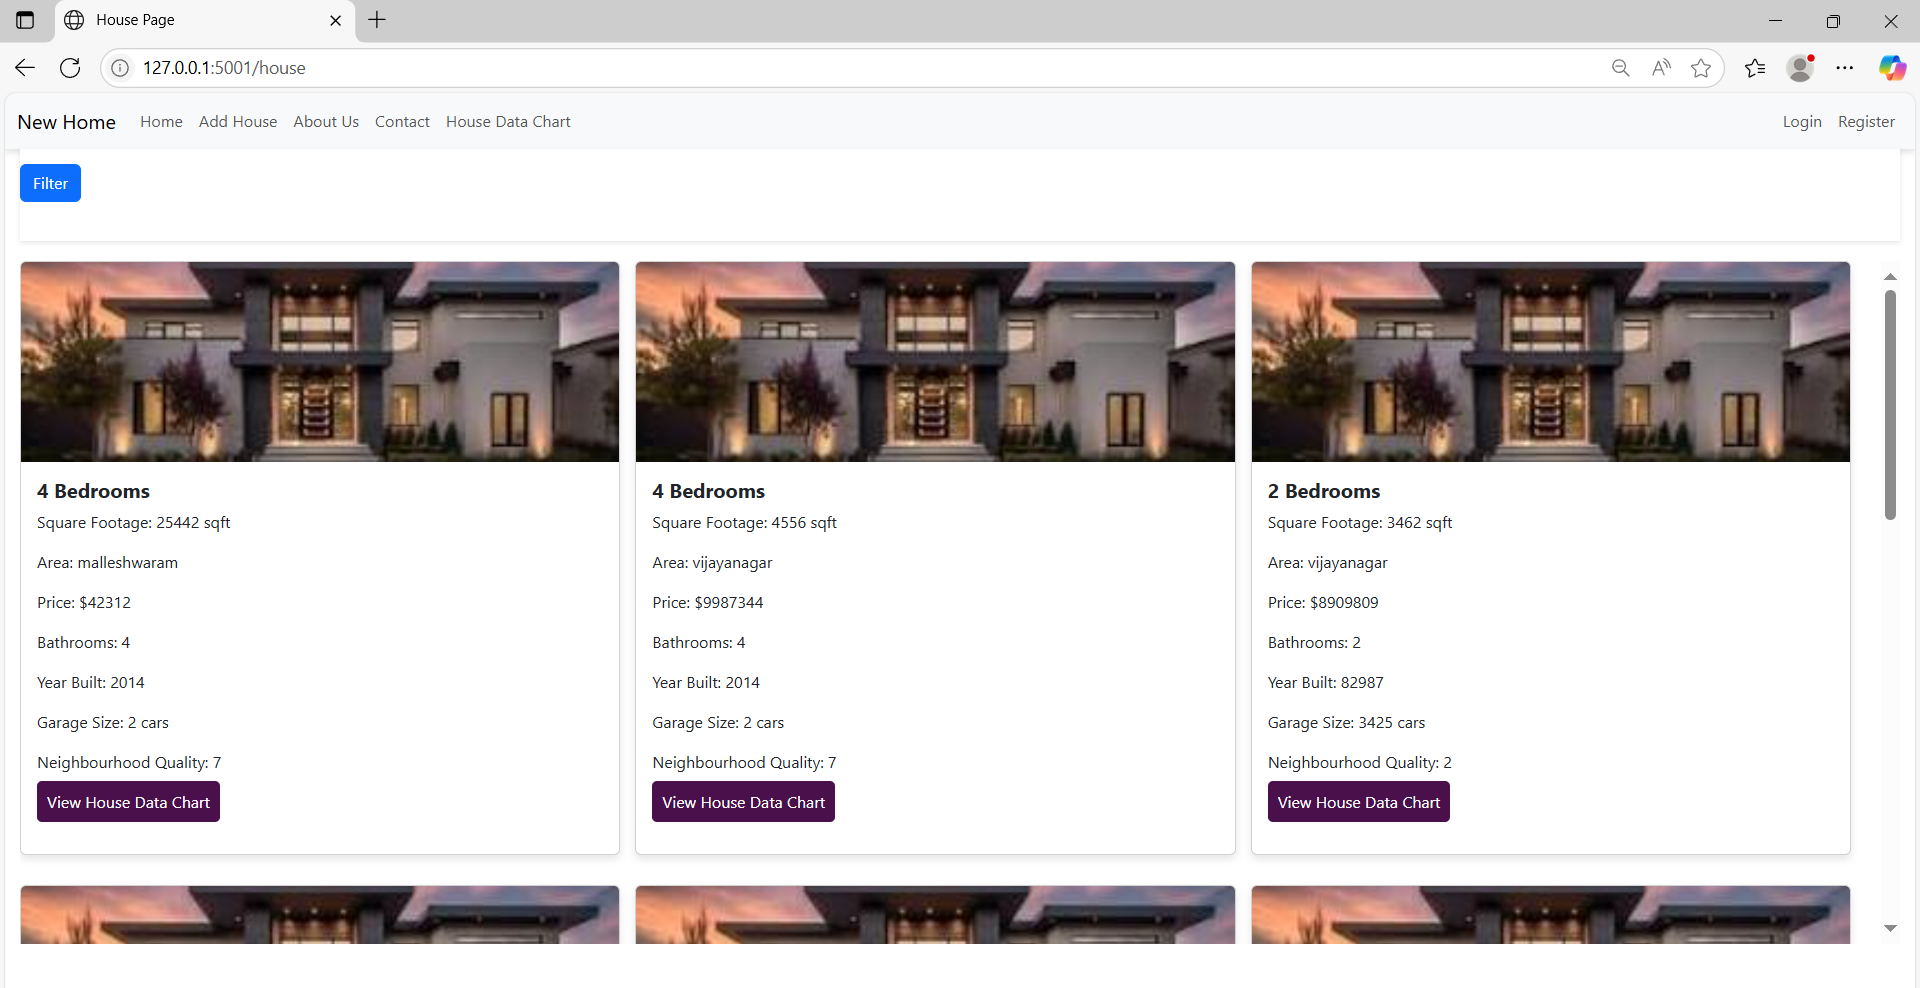 House Page
127.0.0.1:5001/house
New Home Home Add House About Us Contact House Data Chart Login Register
Filter
4 Bedrooms
Square Footage: 25442 sqft
Area: malleshwaram
Price: $42312
Bathrooms: 4
Year Built: 2014
Garage Size: 2 cars
Neighbourhood Quality: 7
View House Data Chart
4 Bedrooms
Square Footage: 4556 sqft
Area: vijayanagar
Price: $9987344
Bathrooms: 4
Year Built: 2014
Garage Size: 2 cars
Neighbourhood Quality: 7
View House Data Chart
2 Bedrooms
Square Footage: 3462 sqft
Area: vijayanagar
Price: $8909809
Bathrooms: 2
Year Built: 82987
Garage Size: 3425 cars
Neighbourhood Quality: 2
View House Data Chart